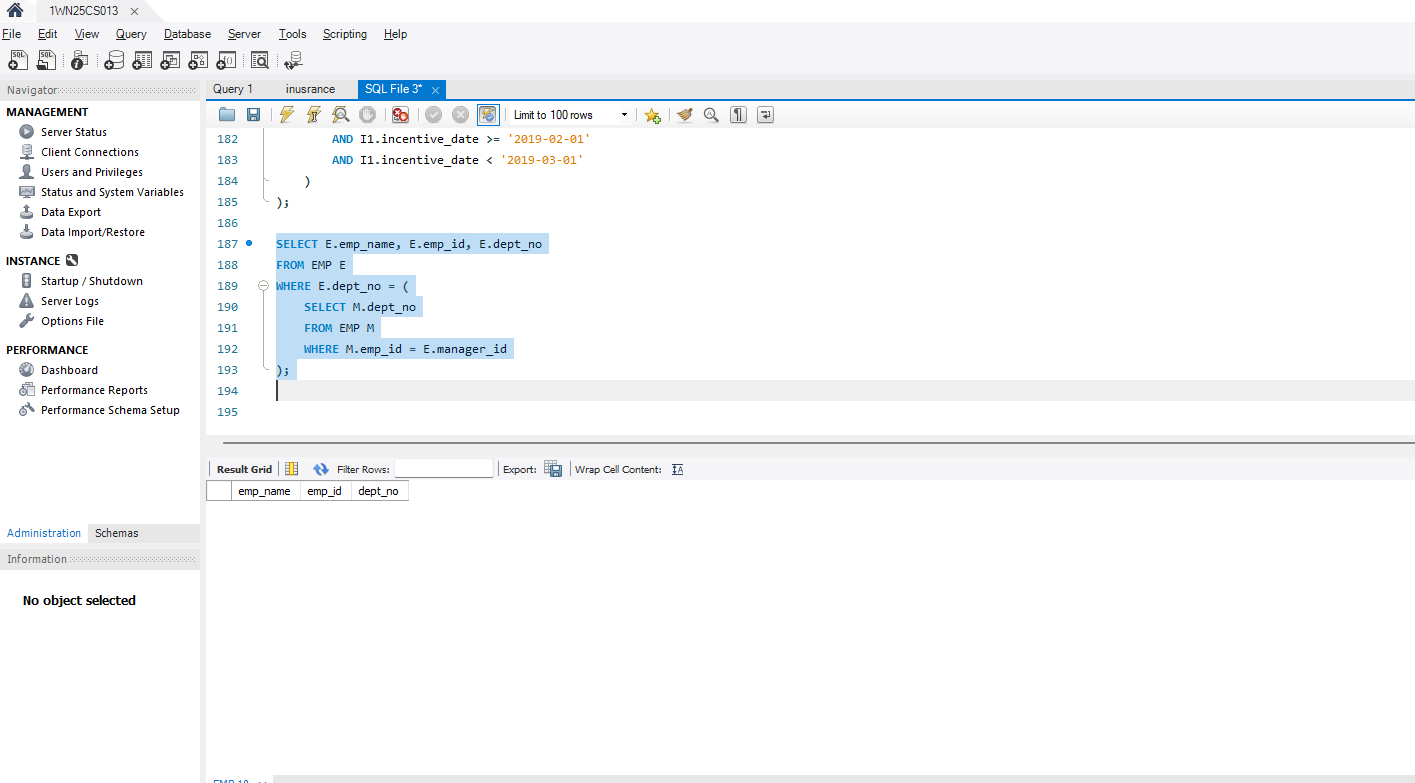 1WN25CS013
File Edit View Query Database Server Tools Scripting Help
Navigator
MANAGEMENT
Server Status
Client Connections
Users and Privileges
Status and System Variables
Data Export
Data Import/Restore
INSTANCE
Startup / Shutdown
Server Logs
Options File
PERFORMANCE
Dashboard
Performance Reports
Performance Schema Setup
Administration Schemas
Information
No object selected
Query 1 inusrance SQL File 3*
Limit to 100 rows
182 AND I1.incentive_date >= '2019-02-01'
183 AND I1.incentive_date < '2019-03-01'
184 )
185 );
186
187 SELECT E.emp_name, E.emp_id, E.dept_no
188 FROM EMP E
189 WHERE E.dept_no = (
190 SELECT M.dept_no
191 FROM EMP M
192 WHERE M.emp_id = E.manager_id
193 );
194
195
Result Grid Filter Rows: Export: Wrap Cell Content:
emp_name emp_id dept_no